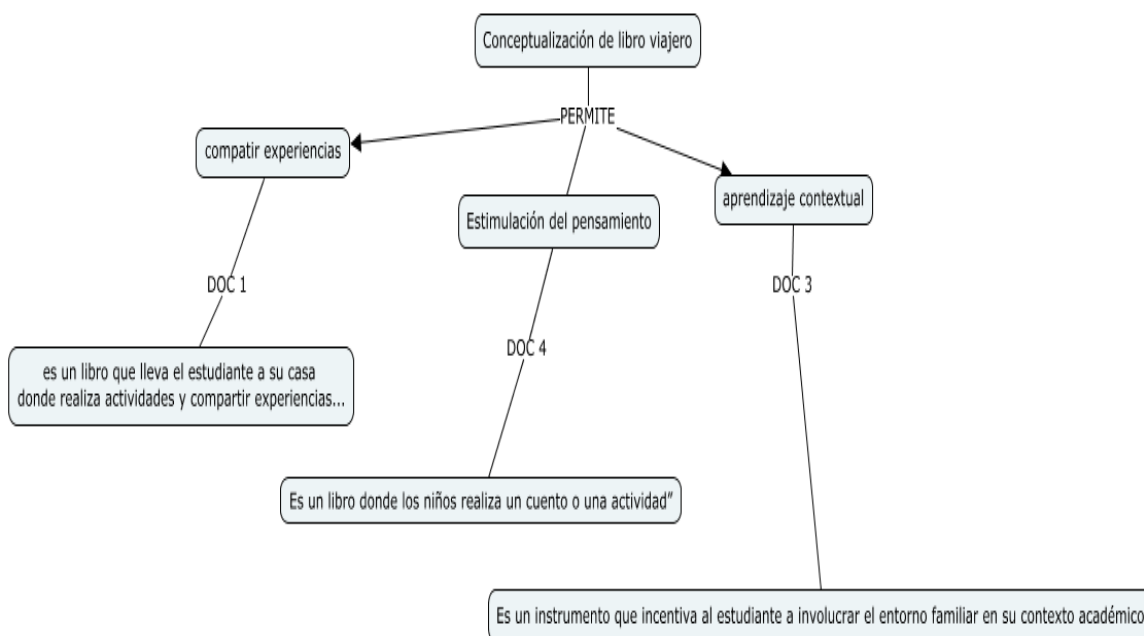 Conceptualización de libro viajero
PERMITE
compatir experiencias
Estimulación del pensamiento
aprendizaje contextual
DOC 1
DOC 3
DOC 4
es un libro que lleva el estudiante a su casa
donde realiza actividades y compartir experiencias...
Es un libro donde los niños realiza un cuento o una actividad"
Es un instrumento que incentiva al estudiante a involucrar el entorno familiar en su contexto académico